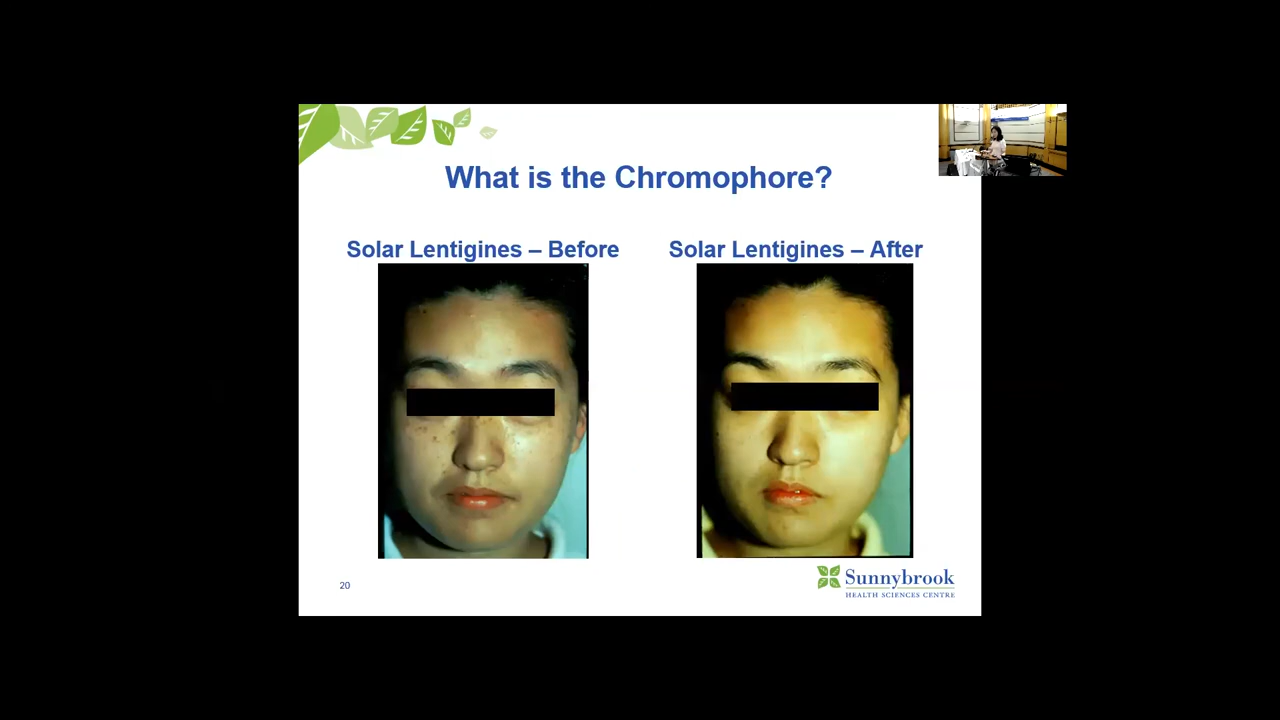 What is the Chromophore?
Solar Lentigines – Before
Solar Lentigines – After
20
Sunnybrook
HEALTH SCIENCES CENTRE